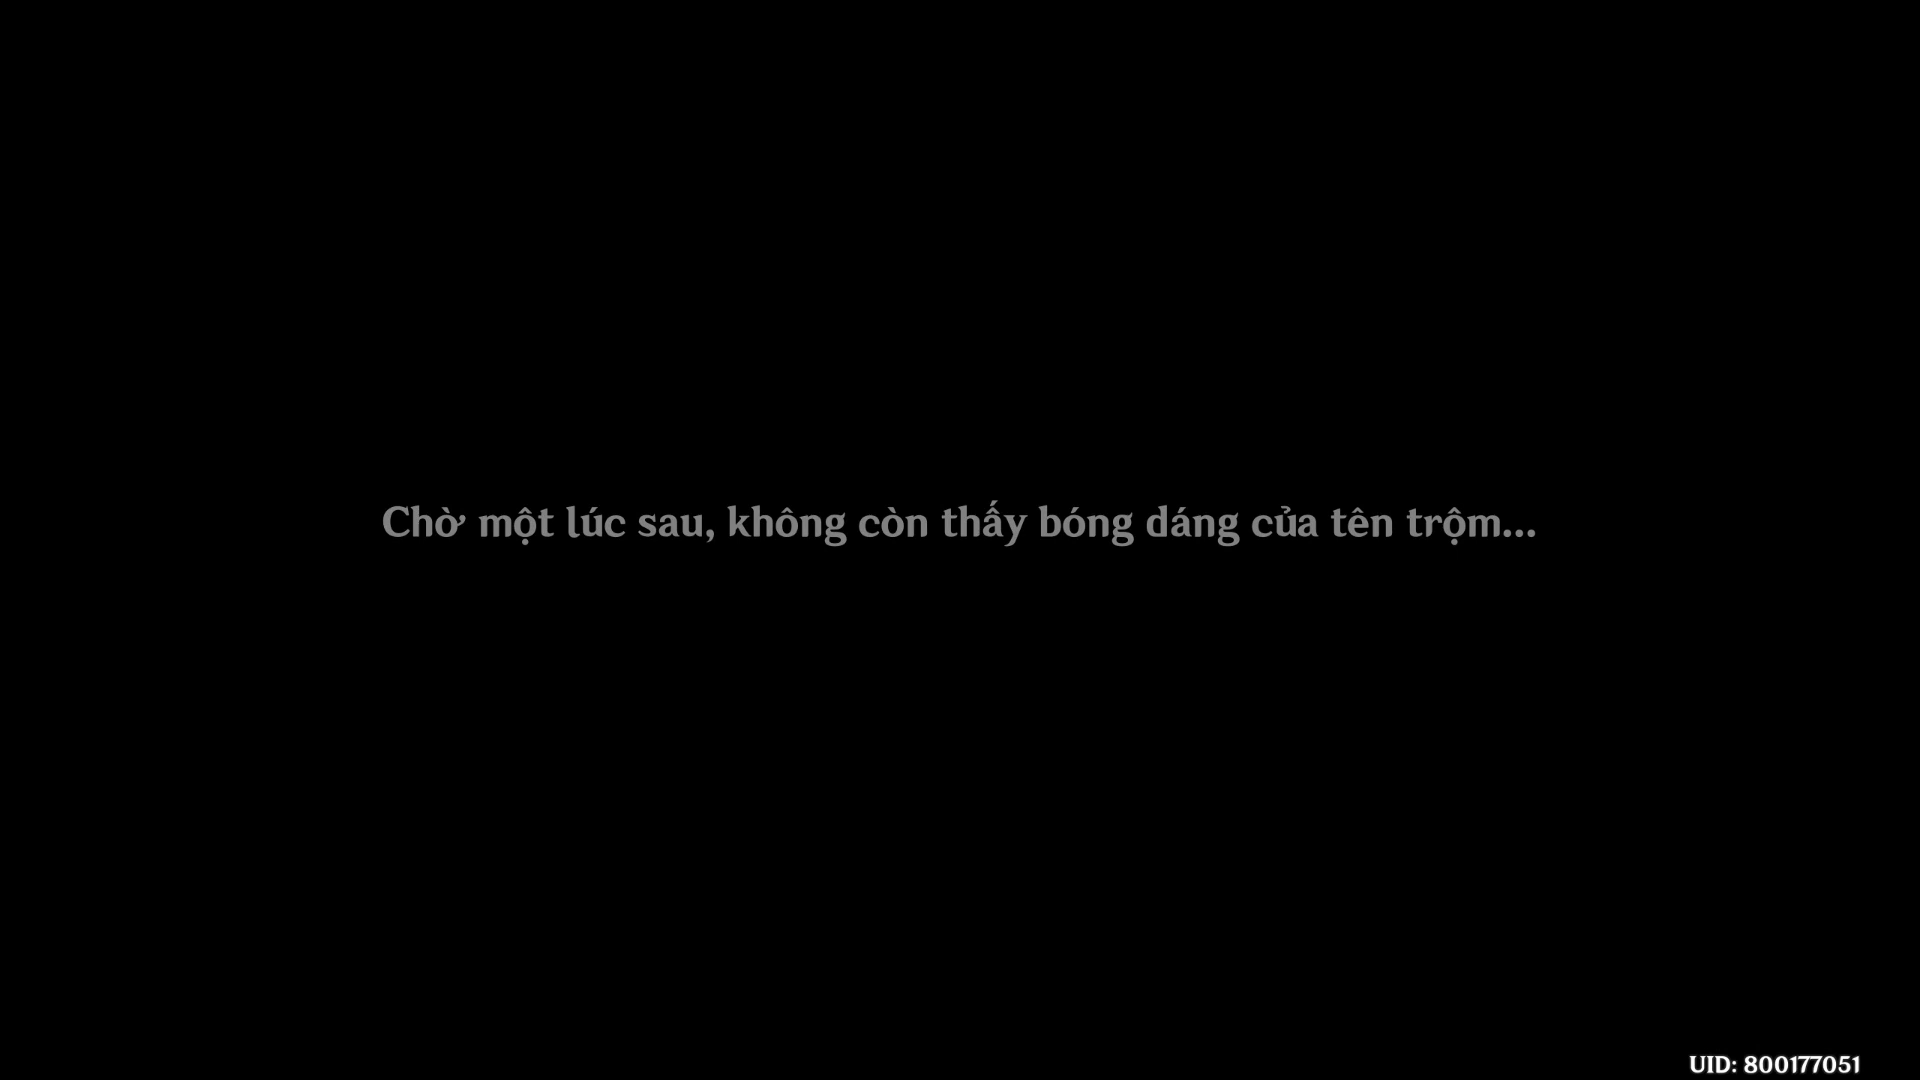 Chờ một lúc sau, không còn thấy bóng dáng của tên trộm...
UID: 800177051